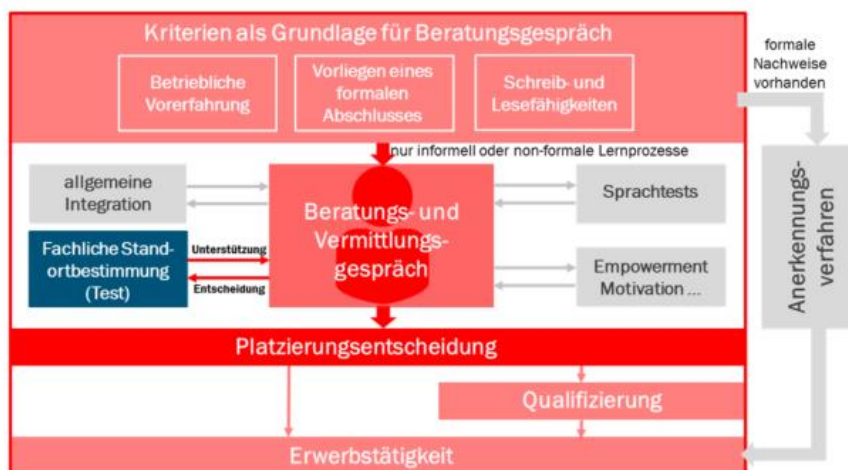 Kriterien als Grundlage für Beratungsgespräch
Betriebliche
Vorerfahrung
Vorliegen eines
formalen
Abschlusses
Schreib- und
Lesefähigkeiten
formale
Nachweise
vorhanden
nur informell oder non-formale Lernprozesse
allgemeine
Integration
Fachliche Stand-
ortbestimmung
(Test)
Unterstützung
Entscheidung
Beratungs- und
Vermittlungs-
gespräch
Sprachtests
Empowerment
Motivation ...
Anerkennungs-
verfahren
Platzierungsentscheidung
Qualifizierung
Erwerbstätigkeit